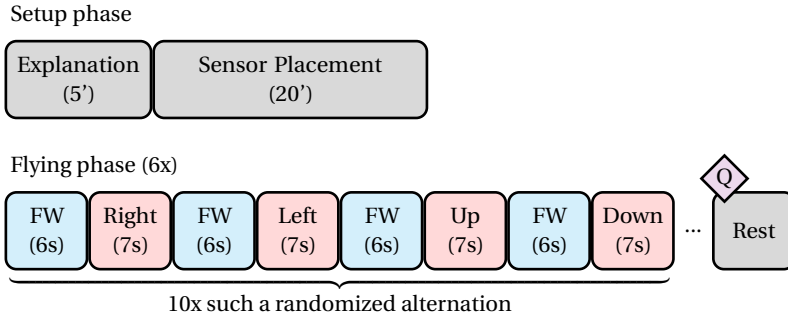 Setup phase
Explanation
(5’)
Sensor Placement
(20’)
Flying phase (6x)
FW
(6s)
Right
(7s)
FW
(6s)
Left
(7s)
FW
(6s)
Up
(7s)
FW
(6s)
Down
(7s)
...
Q
Rest
10x such a randomized alternation